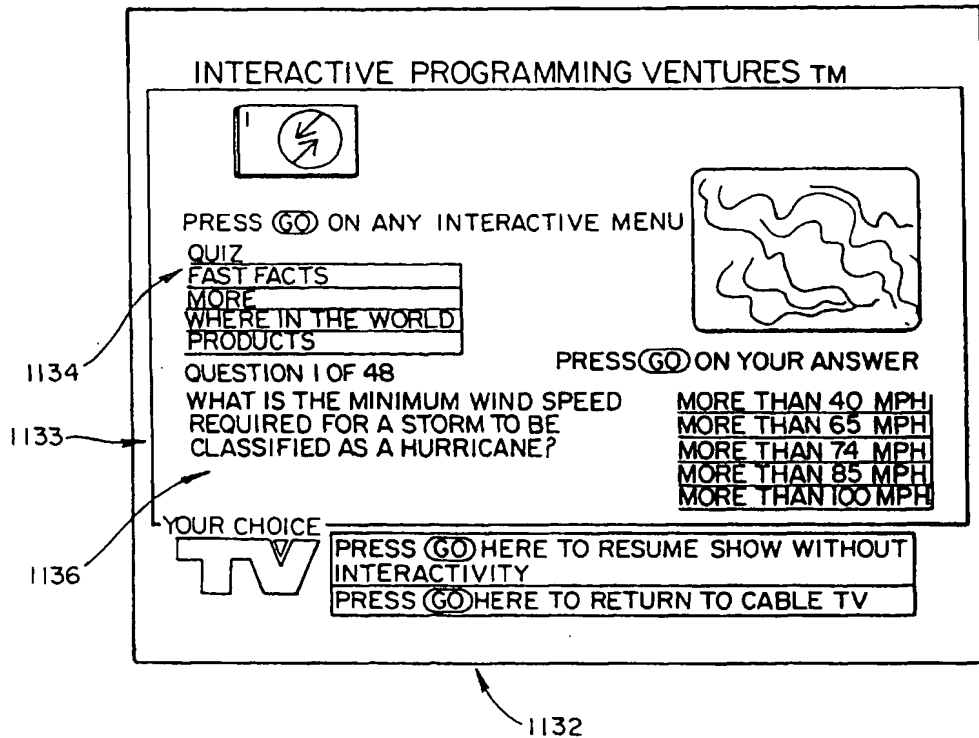 INTERACTIVE PROGRAMMING VENTURES TM
I
PRESS GO ON ANY INTERACTIVE MENU
QUIZ
FAST FACTS
MORE
WHERE IN THE WORLD
PRODUCTS
1134
QUESTION 1 OF 48
PRESS GO ON YOUR ANSWER
WHAT IS THE MINIMUM WIND SPEED
REQUIRED FOR A STORM TO BE
CLASSIFIED AS A HURRICANE?
1133
MORE THAN 40 MPH
MORE THAN 65 MPH
MORE THAN 74 MPH
MORE THAN 85 MPH
MORE THAN 100 MPH
1136
YOUR CHOICE
TV
PRESS GO HERE TO RESUME SHOW WITHOUT
INTERACTIVITY
PRESS GO HERE TO RETURN TO CABLE TV
1132